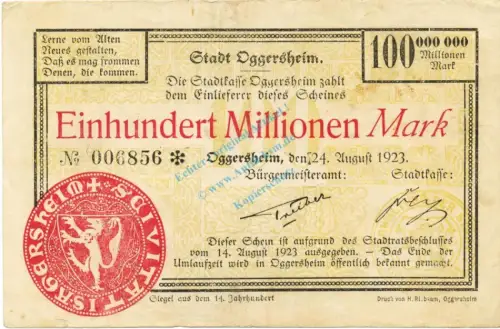 Lerne vom Alten
Neues gestalten,
Daß es mag frommen
Denen, die kommen.
Stadt Oggersheim.
100 000 000
Millionen
Mark
Die Stadtkasse Oggersheim zahlt
dem Einlieferer dieses Scheines
Einhundert Millionen Mark
№ 006856 ✻ Oggersheim, den 24. August 1923.
Bürgermeisteramt: Stadtkasse:
Dieser Schein ist aufgrund des Stadtratsbeschlusses
vom 14. August 1923 ausgegeben. — Das Ende der
Umlaufzeit wird in Oggersheim öffentlich bekannt gemacht.
Siegel aus dem 14. Jahrhundert
Druck von H. Oggersheim